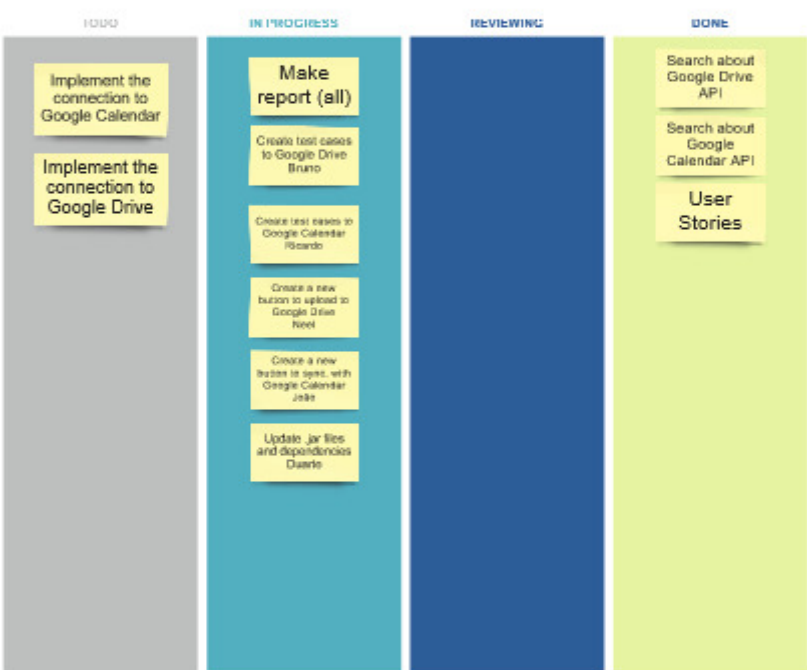 TODO
IN PROGRESS
REVIEWING
DONE
Implement the
connection to
Google Calendar
Implement the
connection to
Google Drive
Make
report (all)
Create test cases
to Google Drive
Bruno
Create test cases to
Google Calendar
Ricardo
Create a new
button to upload to
Google Drive
Create a new
button to sync. with
Google Calendar
Update .jar files
and dependencies
Duarte
Search about
Google Drive
API
Search about
Google
Calendar API
User
Stories